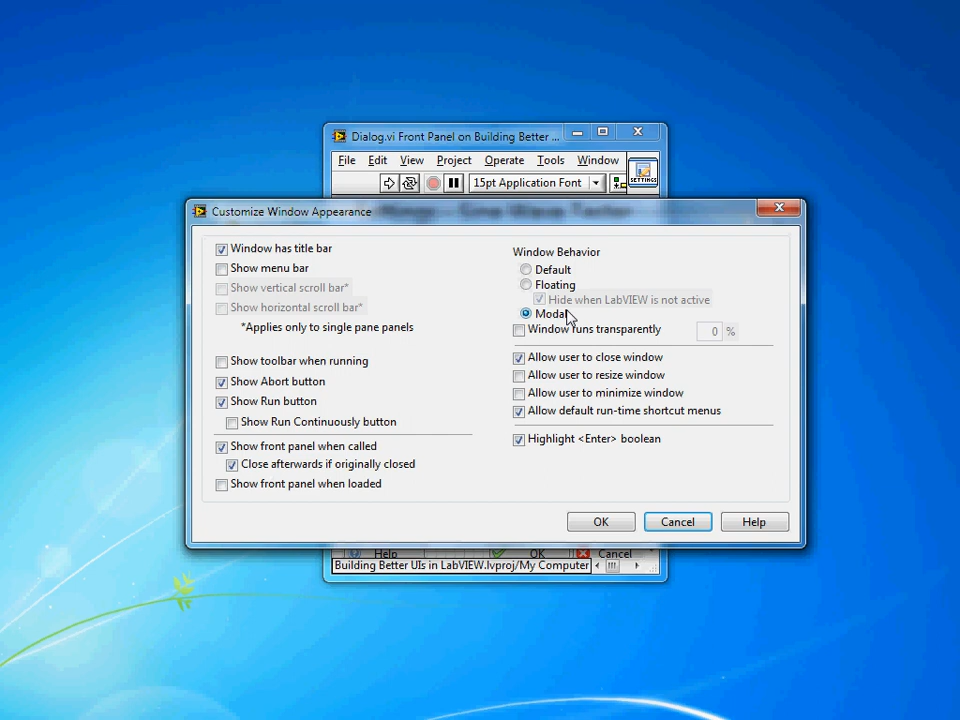 Dialog.vi Front Panel on Building Better ...
File Edit View Project Operate Tools Window
SETTINGS
15pt Application Font
Settings - Sine Wave Tester
Customize Window Appearance
Window has title bar
Show menu bar
Show vertical scroll bar*
Show horizontal scroll bar*
*Applies only to single pane panels
Show toolbar when running
Show Abort button
Show Run button
Show Run Continuously button
Show front panel when called
Close afterwards if originally closed
Show front panel when loaded
Window Behavior
Default
Floating
Hide when LabVIEW is not active
Modal
Window runs transparently 0 %
Allow user to close window
Allow user to resize window
Allow user to minimize window
Allow default run-time shortcut menus
Highlight <Enter> boolean
OK Cancel Help
Help OK Cancel
Building Better UIs in LabVIEW.lvproj/My Computer